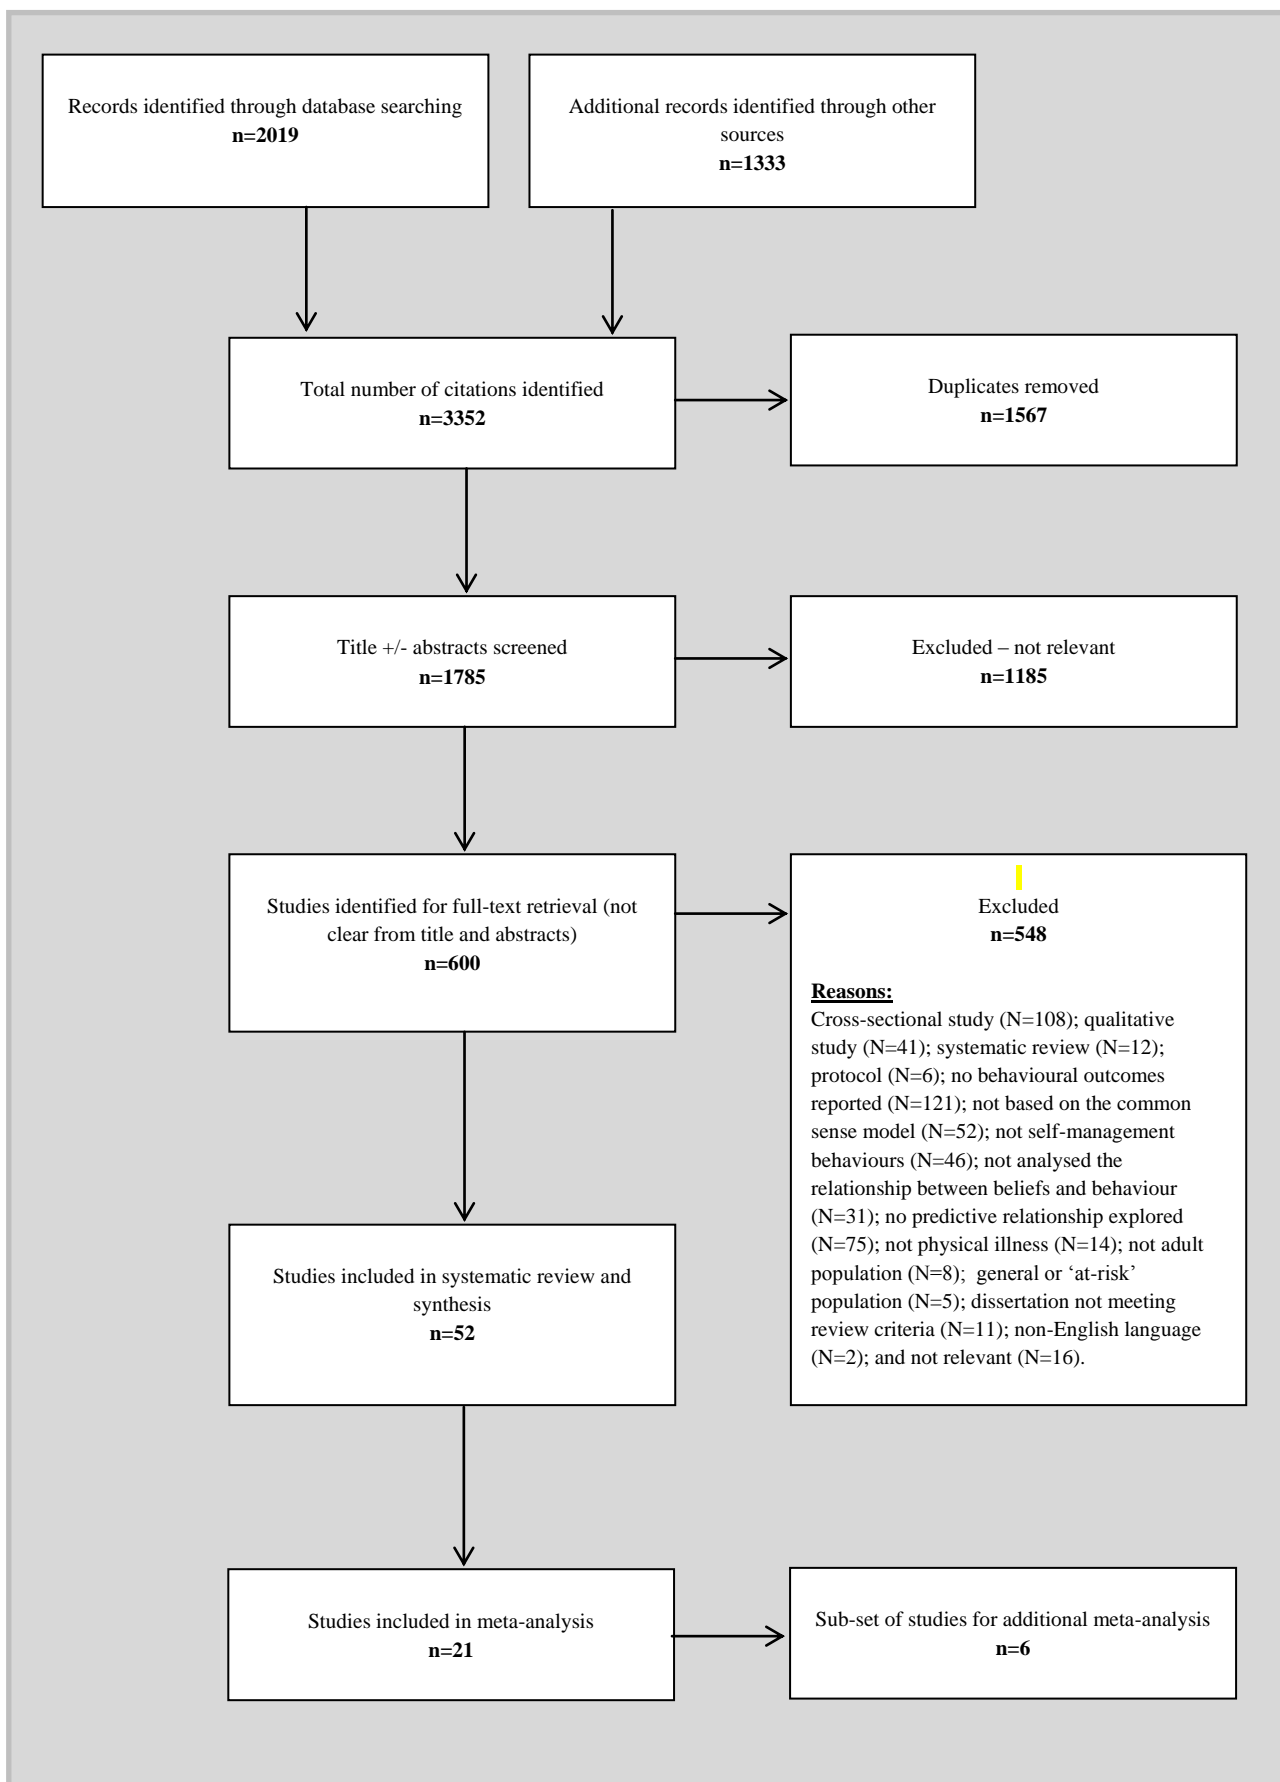 Records identified through database searching
n=2019
Additional records identified through other
sources
n=1333
Total number of citations identified
n=3352
Duplicates removed
n=1567
Title +/- abstracts screened
n=1785
Excluded – not relevant
n=1185
Studies identified for full-text retrieval (not
clear from title and abstracts)
n=600
Excluded
n=548
Reasons:
Cross-sectional study (N=108); qualitative
study (N=41); systematic review (N=12);
protocol (N=6); no behavioural outcomes
reported (N=121); not based on the common
sense model (N=52); not self-management
behaviours (N=46); not analysed the
relationship between beliefs and behaviour
(N=31); no predictive relationship explored
(N=75); not physical illness (N=14); not adult
population (N=8);  general or ‘at-risk’
population (N=5); dissertation not meeting
review criteria (N=11); non-English language
(N=2); and not relevant (N=16).
Studies included in systematic review and
synthesis
n=52
Studies included in meta-analysis
n=21
Sub-set of studies for additional meta-analysis
n=6